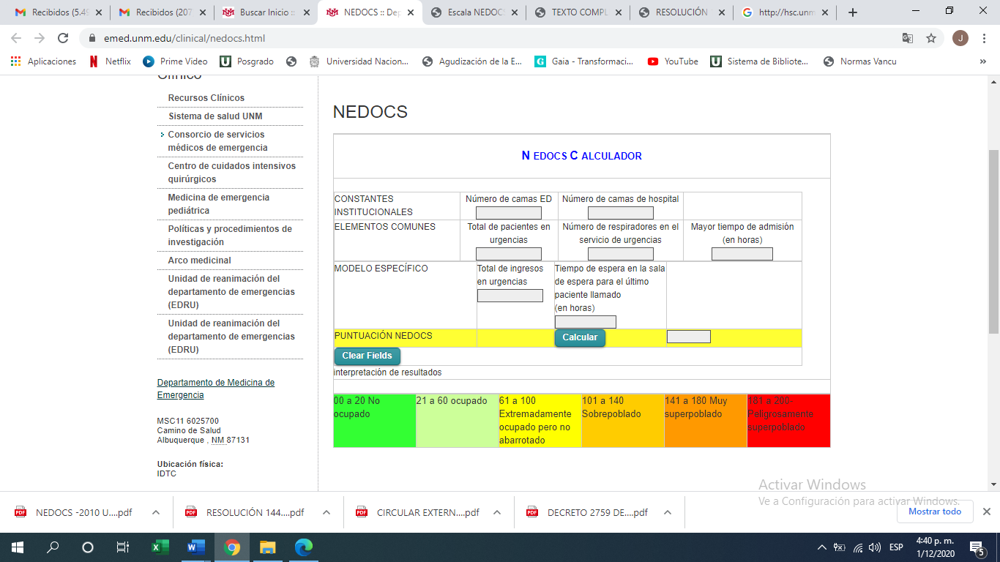 Recibidos (5.49
Recibidos (207
Buscar Inicio ::
NEDOCS :: Dep
Escala NEDOCS
TEXTO COMPL
RESOLUCIÓN
http://hsc.unm
emed.unm.edu/clinical/nedocs.html
J
Aplicaciones
Netflix
Prime Video
Posgrado
Universidad Nacion...
Agudización de la E...
Gaia - Transformaci...
YouTube
Sistema de Bibliote...
Normas Vancu
»
Clínico
Recursos Clínicos
Sistema de salud UNM
Consorcio de servicios
médicos de emergencia
Centro de cuidados intensivos
quirúrgicos
Medicina de emergencia
pediátrica
Políticas y procedimientos de
investigación
Arco medicinal
Unidad de reanimación del
departamento de emergencias
(EDRU)
Unidad de reanimación del
departamento de emergencias
(EDRU)
Departamento de Medicina de
Emergencia
MSC11 6025700
Camino de Salud
Albuquerque , NM 87131
Ubicación física:
IDTC
NEDOCS
N EDOCS C ALCULADOR
CONSTANTES
INSTITUCIONALES
Número de camas ED
Número de camas de hospital
ELEMENTOS COMUNES
Total de pacientes en
urgencias
Número de respiradores en el
servicio de urgencias
Mayor tiempo de admisión
(en horas)
MODELO ESPECÍFICO
Total de ingresos
en urgencias
Tiempo de espera en la sala
de espera para el último
paciente llamado
(en horas)
PUNTUACIÓN NEDOCS
Calcular
Clear Fields
interpretación de resultados
00 a 20 No
ocupado
21 a 60 ocupado
61 a 100
Extremadamente
ocupado pero no
abarrotado
101 a 140
Sobrepoblado
141 a 180 Muy
superpoblado
181 a 200-
Peligrosamente
superpoblado
Activar Windows
Ve a Configuración para activar Windows.
NEDOCS -2010 U....pdf
RESOLUCIÓN 144....pdf
CIRCULAR EXTERN....pdf
DECRETO 2759 DE....pdf
Mostrar todo
ESP
4:40 p. m.
1/12/2020
5